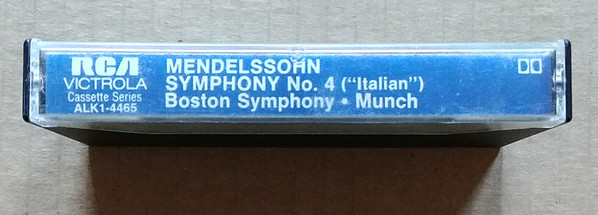 RCA
VICTROLA
Cassette Series
ALK1-4465
MENDELSSOHN
SYMPHONY No. 4 ("Italian")
Boston Symphony • Munch